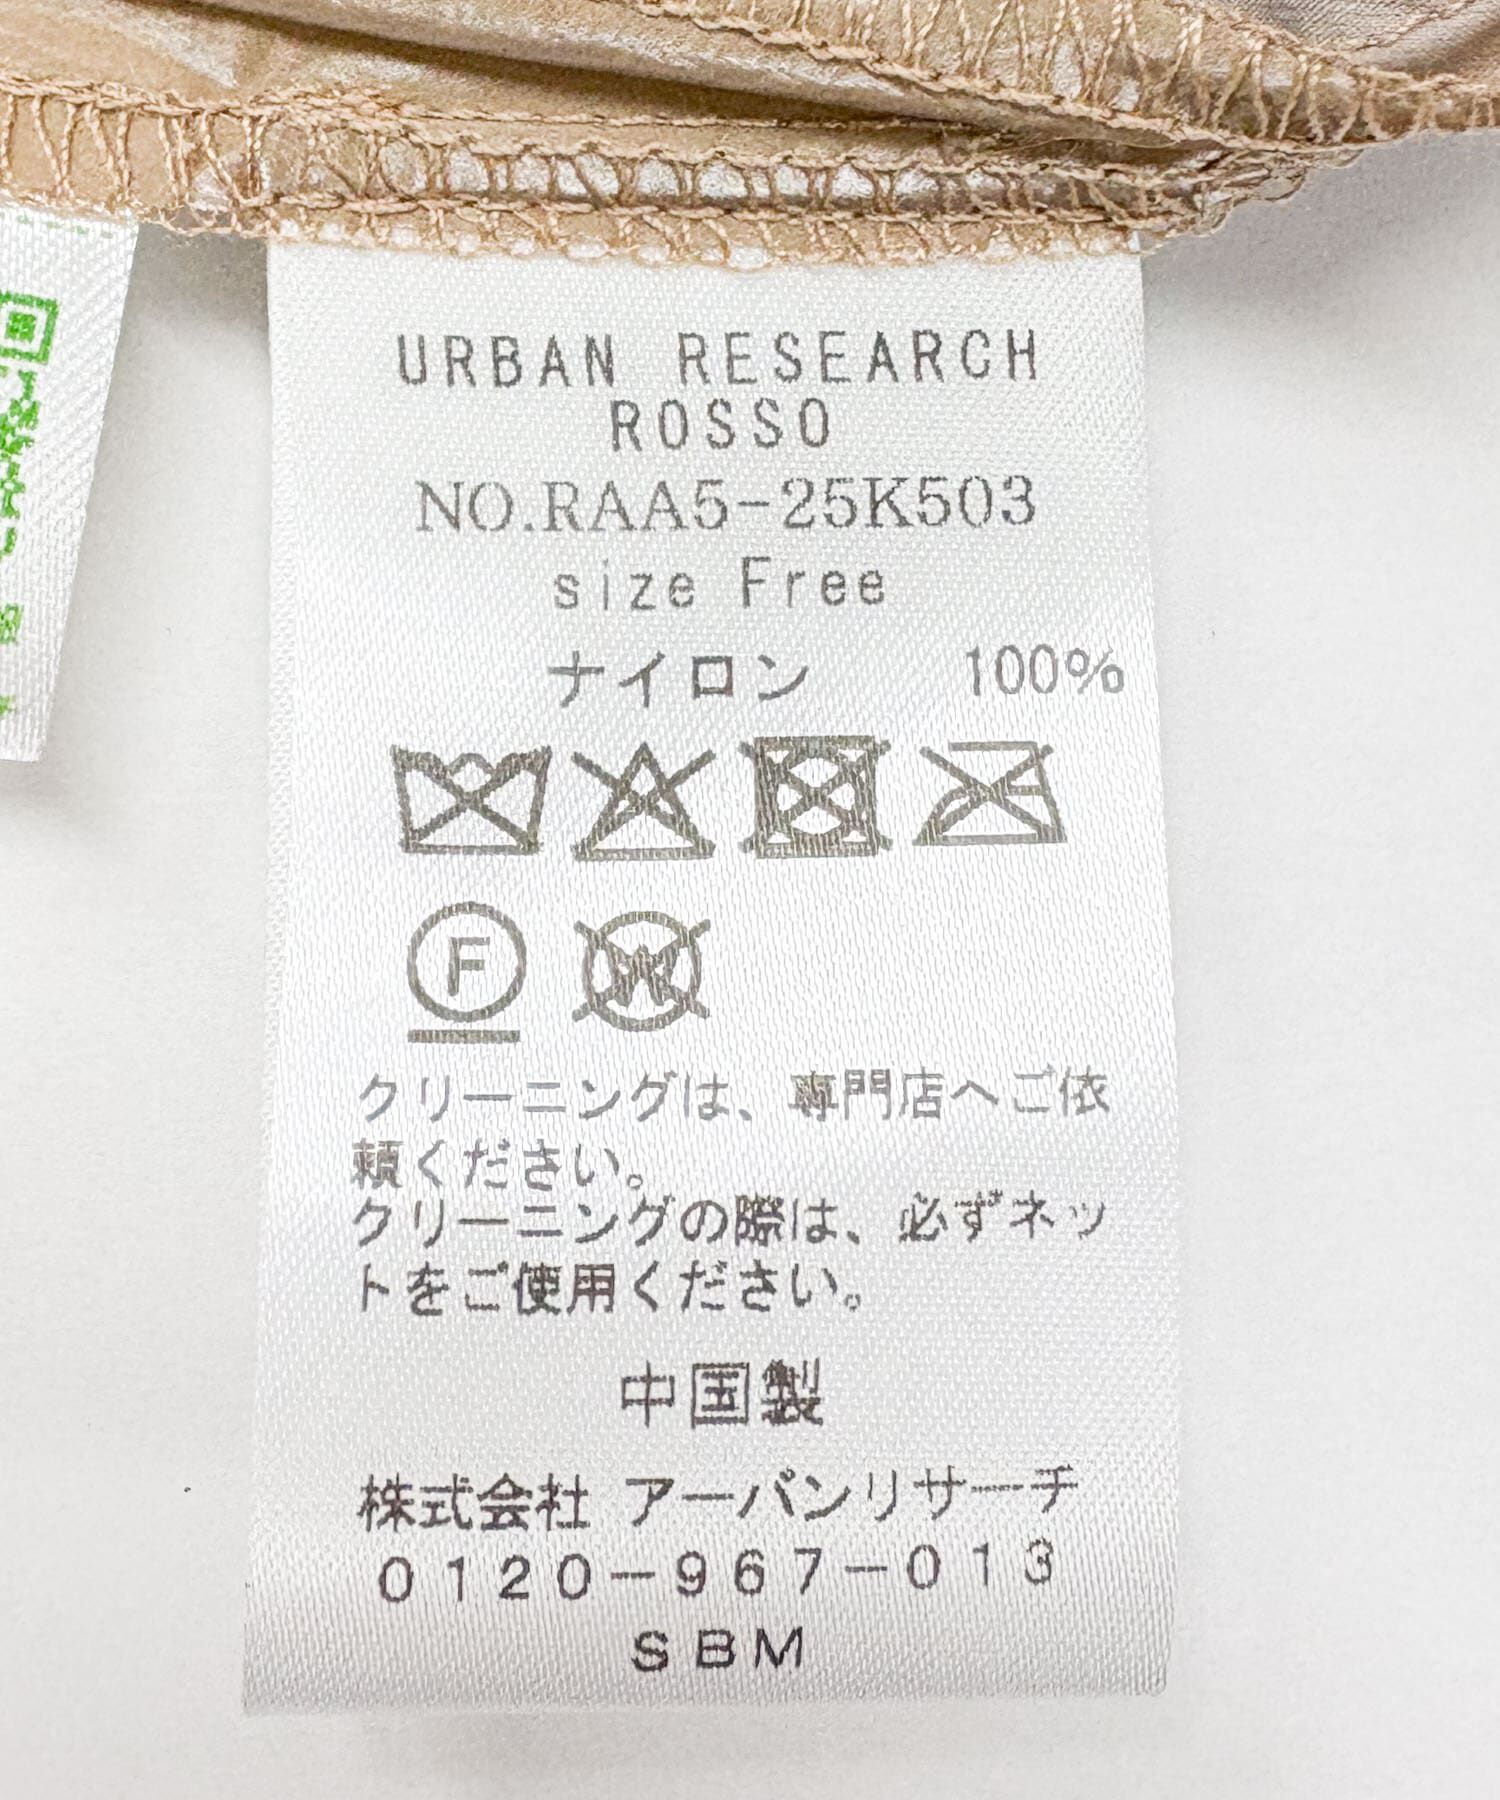 URBAN RESEARCH
ROSSO
NO.RAA5-25K503
size Free
ナイロン 100%
F
W
クリーニングは、専門店へご依
頼ください。
クリーニングの際は、必ずネッ
トをご使用ください。
中国製
株式会社 アーバンリサーチ
0120-967-013
SBM